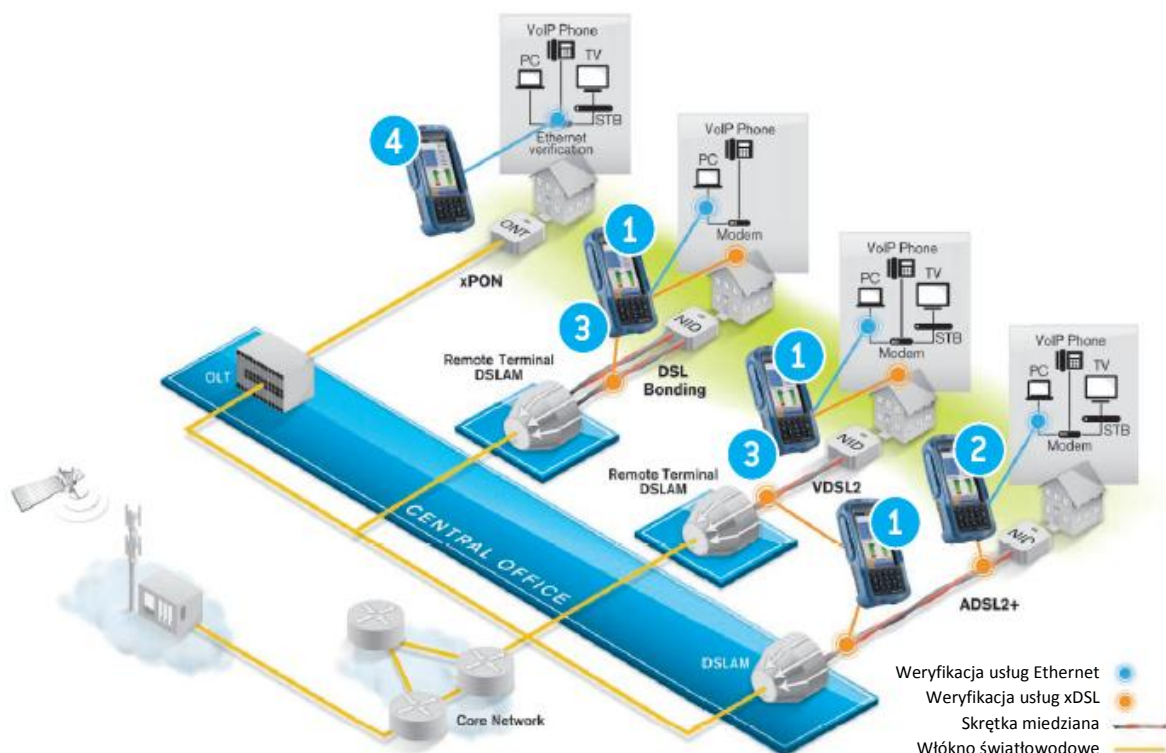 VoIP Phone
PC
TV
STB
Ethernet
verification
4
ONT
xPON
VoIP Phone
PC
Modem
1
3
NID
DSL
Bonding
Remote Terminal
DSLAM
OLT
VoIP Phone
PC
TV
STB
Modem
1
3
NID
VDSL2
Remote Terminal
DSLAM
VoIP Phone
PC
TV
STB
Modem
2
1
NID
ADSL2+
DSLAM
CENTRAL OFFICE
Core Network
Weryfikacja usług Ethernet
Weryfikacja usług xDSL
Skrętka miedziana
Włókno światłowodowe